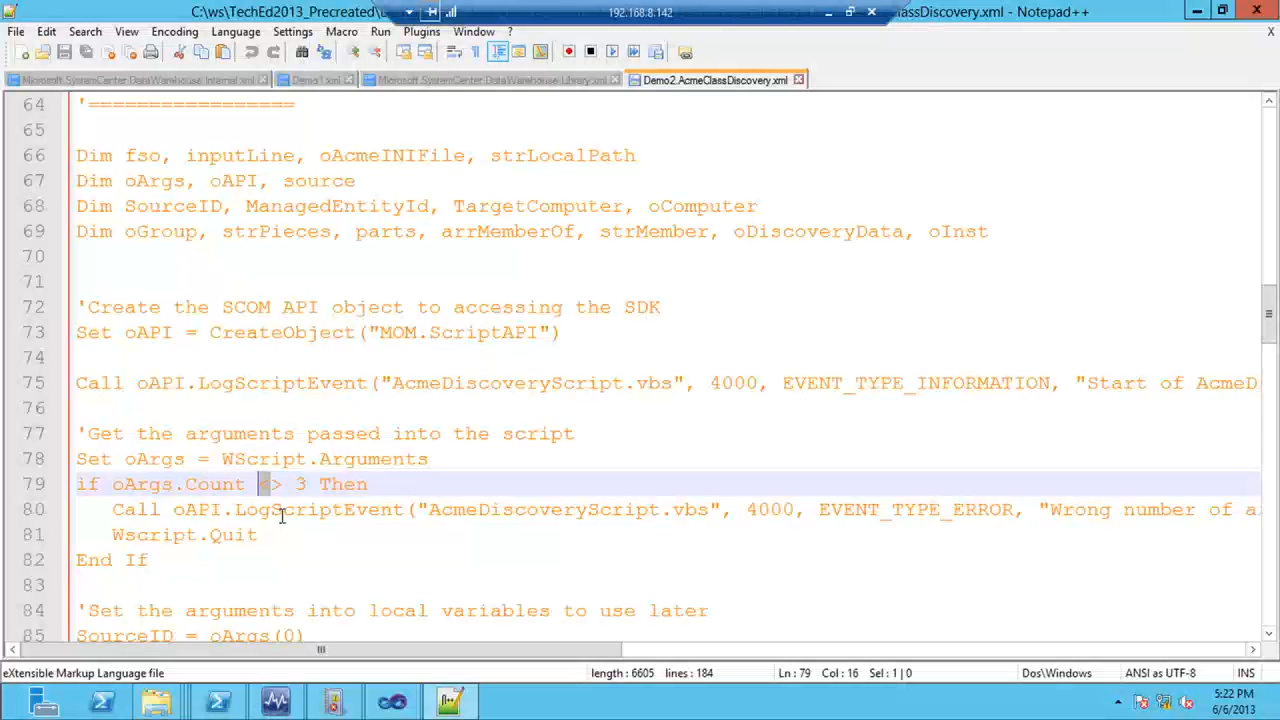 C:\ws\TechEd2013_Precreated\
192.168.8.142
ClassDiscovery.xml - Notepad++
File Edit Search View Encoding Language Settings Macro Run Plugins Window ? X
Microsoft.SystemCenter.DataWarehouse.Internal.xml Demo1.xml Microsoft.SystemCenter.DataWarehouse.Library.xml Demo2.AcmeClassDiscovery.xml
64 '=================
65
66 Dim fso, inputLine, oAcmeINIFile, strLocalPath
67 Dim oArgs, oAPI, source
68 Dim SourceID, ManagedEntityId, TargetComputer, oComputer
69 Dim oGroup, strPieces, parts, arrMemberOf, strMember, oDiscoveryData, oInst
70
71
72 'Create the SCOM API object to accessing the SDK
73 Set oAPI = CreateObject("MOM.ScriptAPI")
74
75 Call oAPI.LogScriptEvent("AcmeDiscoveryScript.vbs", 4000, EVENT_TYPE_INFORMATION, "Start of AcmeD
76
77 'Get the arguments passed into the script
78 Set oArgs = WScript.Arguments
79 if oArgs.Count <> 3 Then
80 Call oAPI.LogScriptEvent("AcmeDiscoveryScript.vbs", 4000, EVENT_TYPE_ERROR, "Wrong number of a
81 Wscript.Quit
82 End If
83
84 'Set the arguments into local variables to use later
85 SourceID = oArgs(0)
eXtensible Markup Language file length : 6605 lines : 184 Ln : 79 Col : 16 Sel : 1 | 0 Dos\Windows ANSI as UTF-8 INS
5:22 PM
6/6/2013